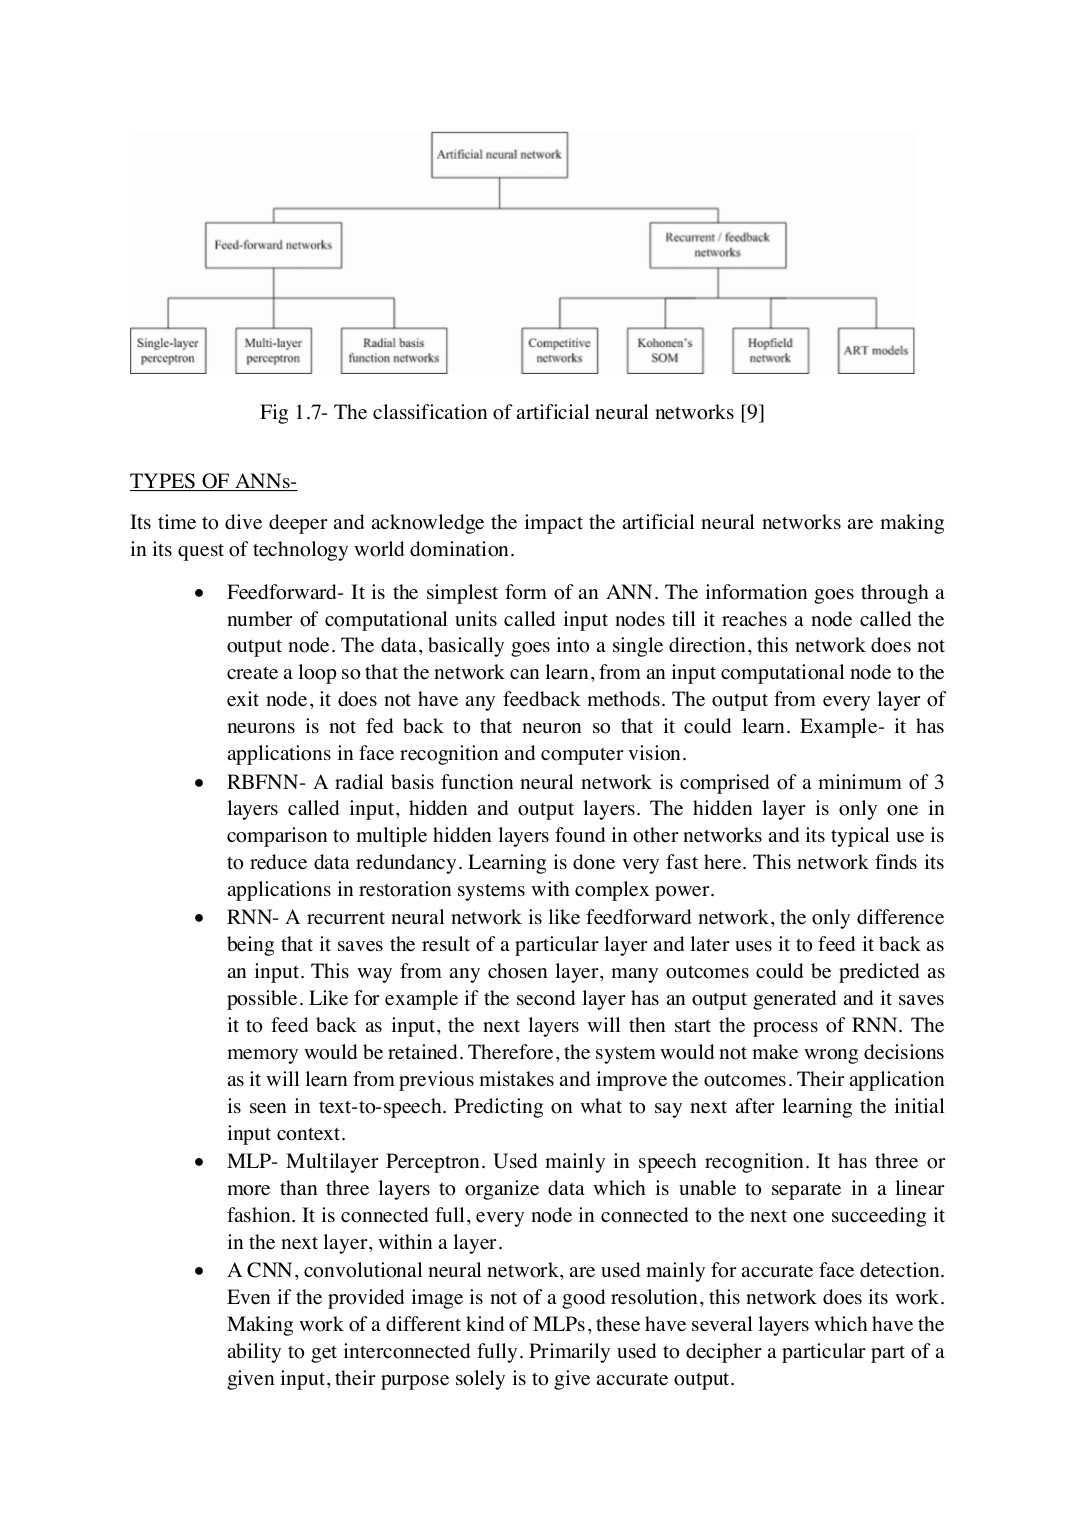 Artificial neural network
Feed-forward networks
Recurrent / feedback
networks
Single-layer
perceptron
Multi-layer
perceptron
Radial basis
function networks
Competitive
networks
Kohonen's
SOM
Hopfield
network
ART models
Fig 1.7- The classification of artificial neural networks [9]
TYPES OF ANNs-
Its time to dive deeper and acknowledge the impact the artificial neural networks are making
in its quest of technology world domination.
• Feedforward- It is the simplest form of an ANN. The information goes through a
number of computational units called input nodes till it reaches a node called the
output node. The data, basically goes into a single direction, this network does not
create a loop so that the network can learn, from an input computational node to the
exit node, it does not have any feedback methods. The output from every layer of
neurons is not fed back to that neuron so that it could learn. Example- it has
applications in face recognition and computer vision.
• RBFNN- A radial basis function neural network is comprised of a minimum of 3
layers called input, hidden and output layers. The hidden layer is only one in
comparison to multiple hidden layers found in other networks and its typical use is
to reduce data redundancy. Learning is done very fast here. This network finds its
applications in restoration systems with complex power.
• RNN- A recurrent neural network is like feedforward network, the only difference
being that it saves the result of a particular layer and later uses it to feed it back as
an input. This way from any chosen layer, many outcomes could be predicted as
possible. Like for example if the second layer has an output generated and it saves
it to feed back as input, the next layers will then start the process of RNN. The
memory would be retained. Therefore, the system would not make wrong decisions
as it will learn from previous mistakes and improve the outcomes. Their application
is seen in text-to-speech. Predicting on what to say next after learning the initial
input context.
• MLP- Multilayer Perceptron. Used mainly in speech recognition. It has three or
more than three layers to organize data which is unable to separate in a linear
fashion. It is connected full, every node in connected to the next one succeeding it
in the next layer, within a layer.
• A CNN, convolutional neural network, are used mainly for accurate face detection.
Even if the provided image is not of a good resolution, this network does its work.
Making work of a different kind of MLPs, these have several layers which have the
ability to get interconnected fully. Primarily used to decipher a particular part of a
given input, their purpose solely is to give accurate output.